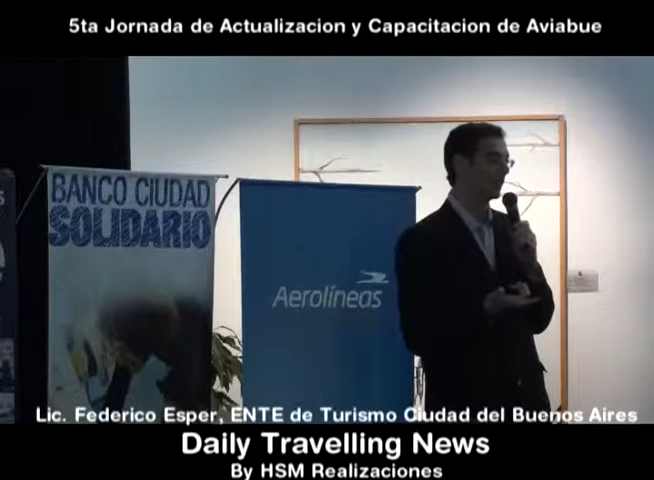 5ta Jornada de Actualizacion y Capacitacion de Aviabue
BANCO CIUDAD
SOLIDARIO
Aerolíneas
Lic. Federico Esper, ENTE de Turismo Ciudad del Buenos Aires
Daily Travelling News
By HSM Realizaciones